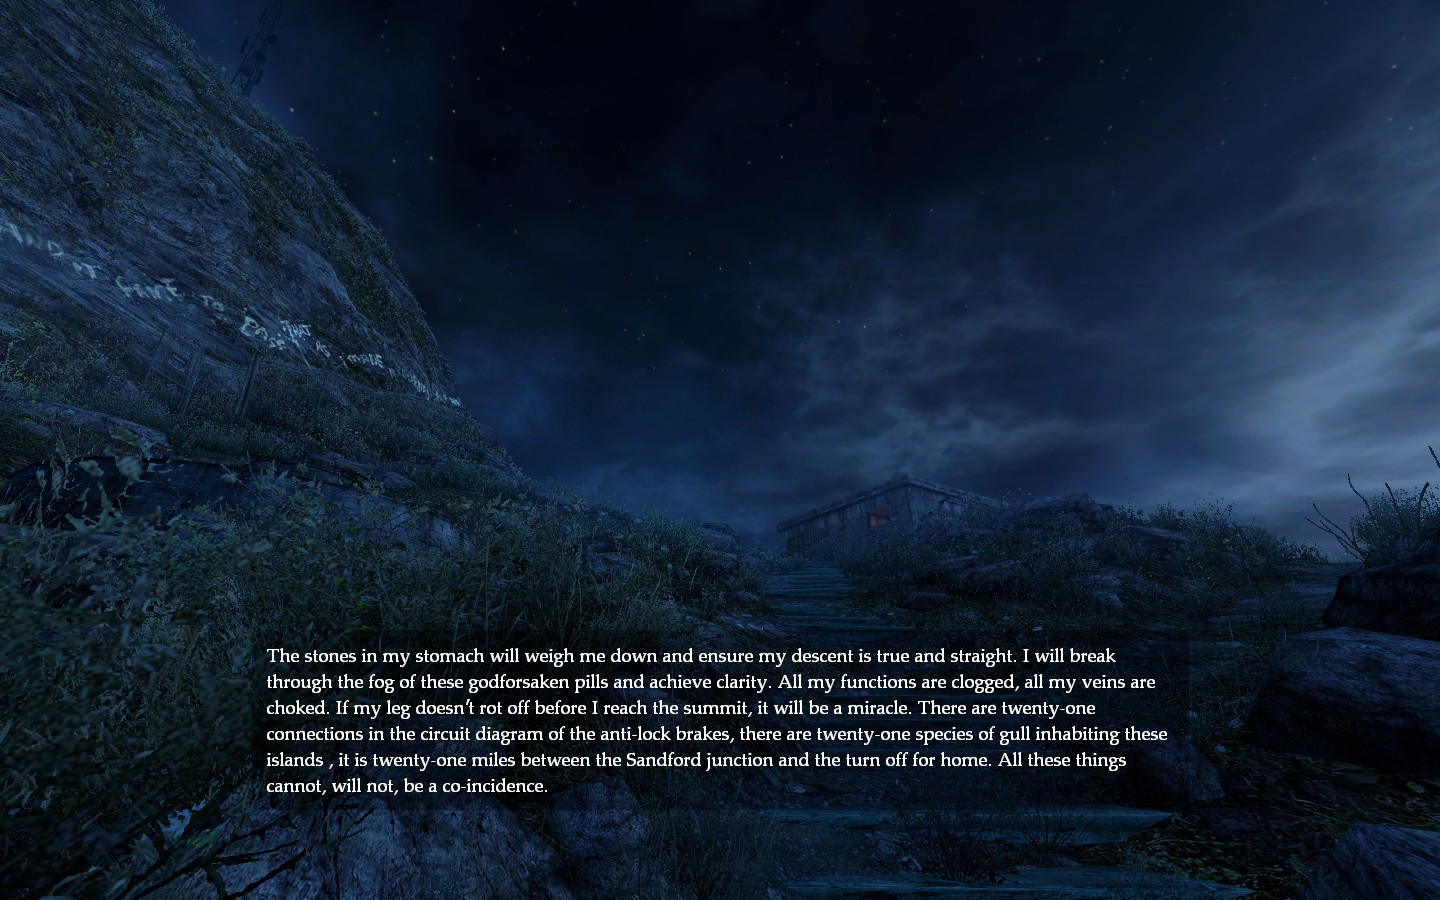 AND IT CAME TO PASS THAT AS HE MADE
The stones in my stomach will weigh me down and ensure my descent is true and straight. I will break
through the fog of these godforsaken pills and achieve clarity. All my functions are clogged, all my veins are
choked. If my leg doesn't rot off before I reach the summit, it will be a miracle. There are twenty-one
connections in the circuit diagram of the anti-lock brakes, there are twenty-one species of gull inhabiting these
islands , it is twenty-one miles between the Sandford junction and the turn off for home. All these things
cannot, will not, be a co-incidence.